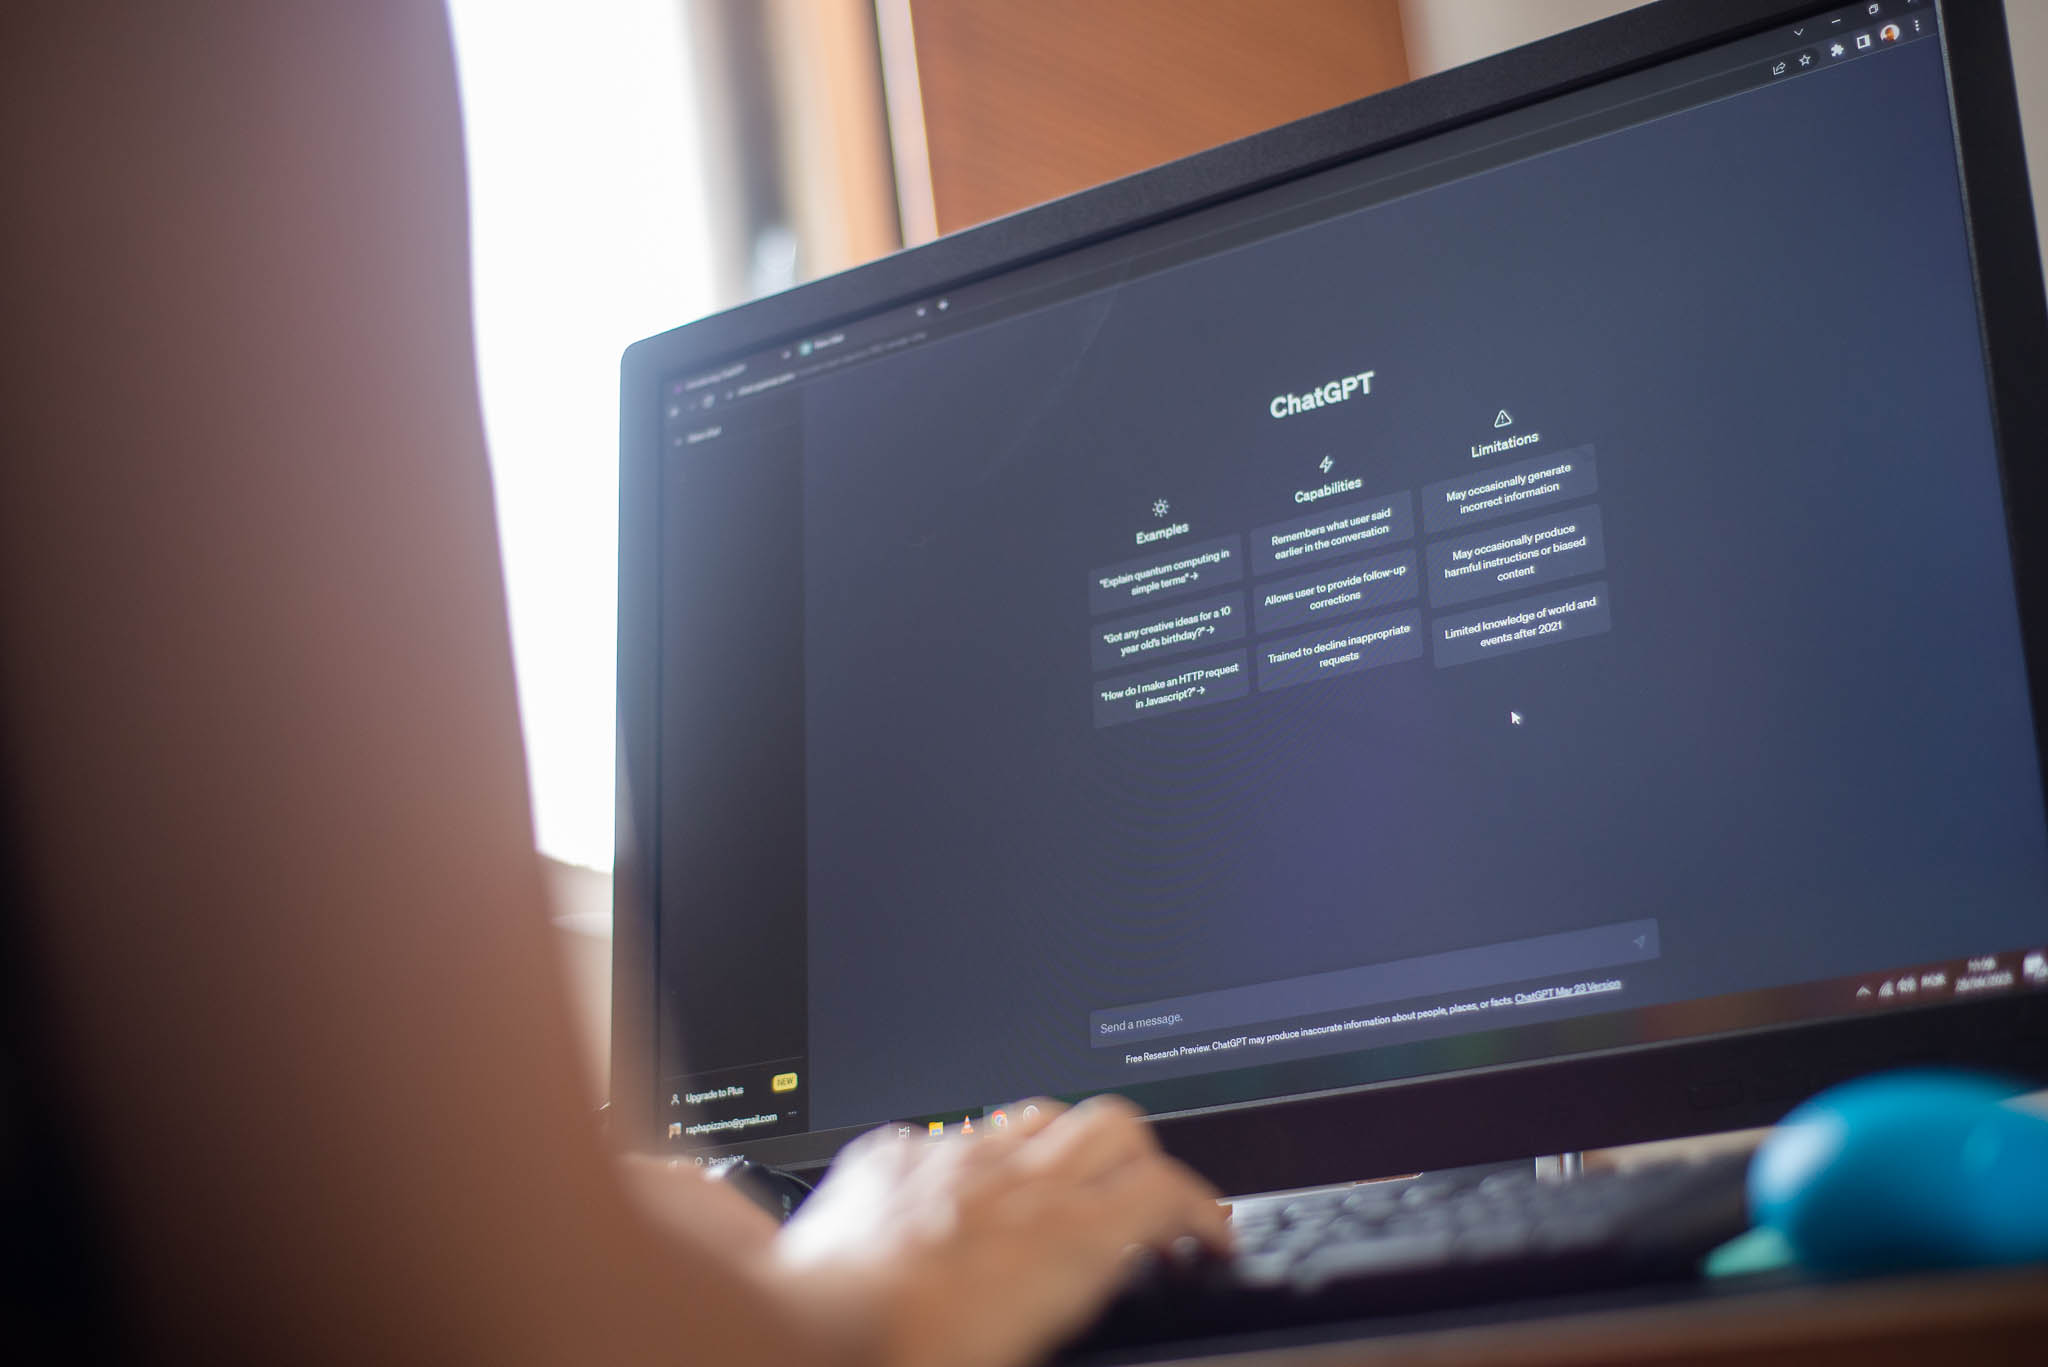 ChatGPT
Examples
"Explain quantum computing in
simple terms" →
"Got any creative ideas for a 10
year old's birthday?" →
"How do I make an HTTP request
in Javascript?" →
Capabilities
Remembers what user said
earlier in the conversation
Allows user to provide follow-up
corrections
Trained to decline inappropriate
requests
Limitations
May occasionally generate
incorrect information
May occasionally produce
harmful instructions or biased
content
Limited knowledge of world and
events after 2021
Send a message.
Free Research Preview. ChatGPT may produce inaccurate information about people, places, or facts. ChatGPT Mar 23 Version
New chat
Upgrade to Plus NEW
raphapizzino@gmail.com
Pesquisar
POR